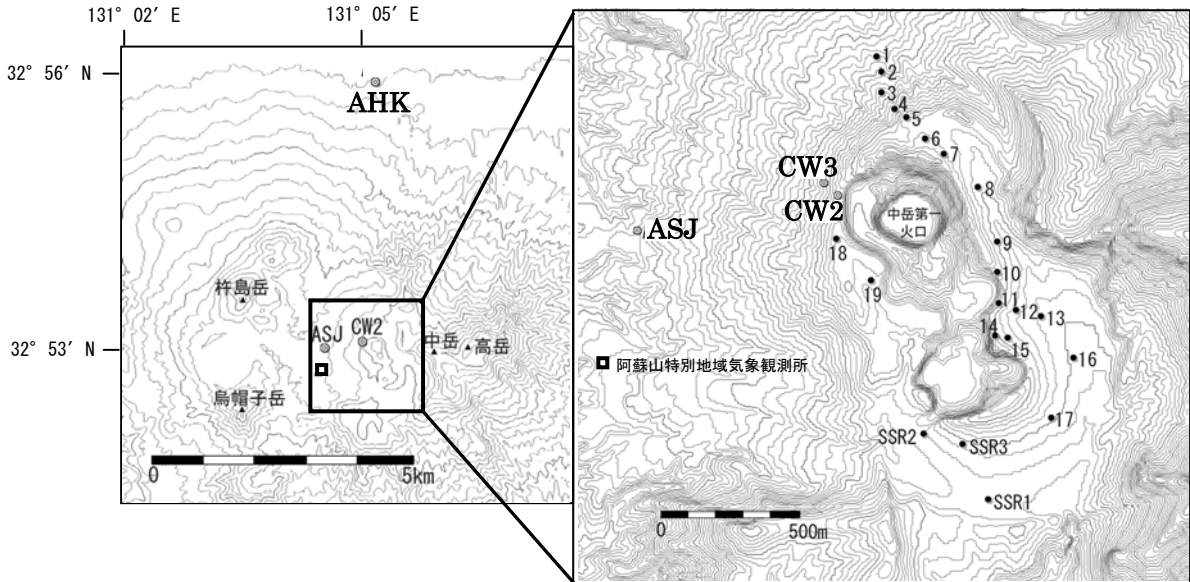 131° 02′ E
131° 05′ E
32° 56′ N
AHK
杵島岳
ASJ
CW2
中岳
高岳
32° 53′ N
烏帽子岳
0
5km
1
2
3
4
5
6
7
CW3
8
CW2
中岳第一
火口
ASJ
18
9
10
19
11
12
13
14
15
16
阿蘇山特別地域気象観測所
17
SSR2
SSR3
SSR1
0
500m